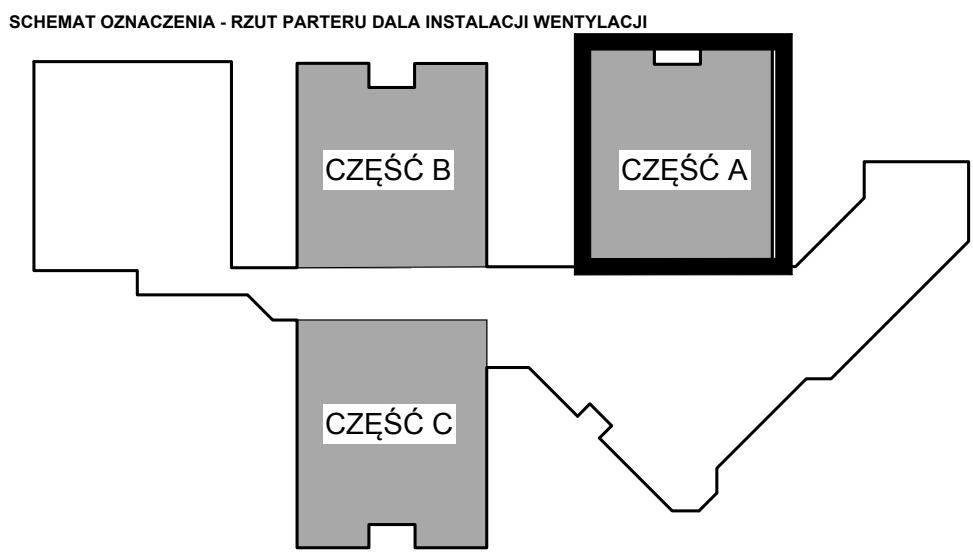 SCHEMAT OZNACZENIA - RZUT PARTERU DALA INSTALACJI WENTYLACJI
CZĘŚĆ B
CZĘŚĆ A
CZĘŚĆ C